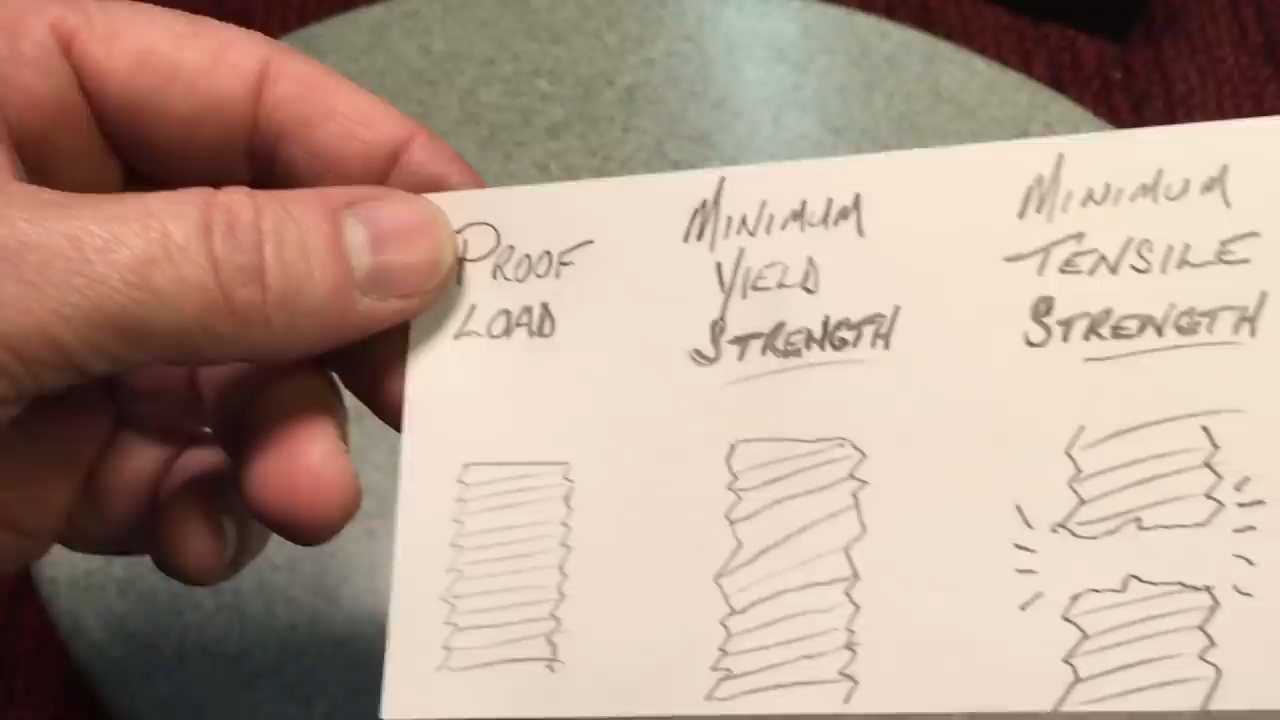 PROOF
LOAD
MINIMUM
YIELD
STRENGTH
MINIMUM
TENSILE
STRENGTH